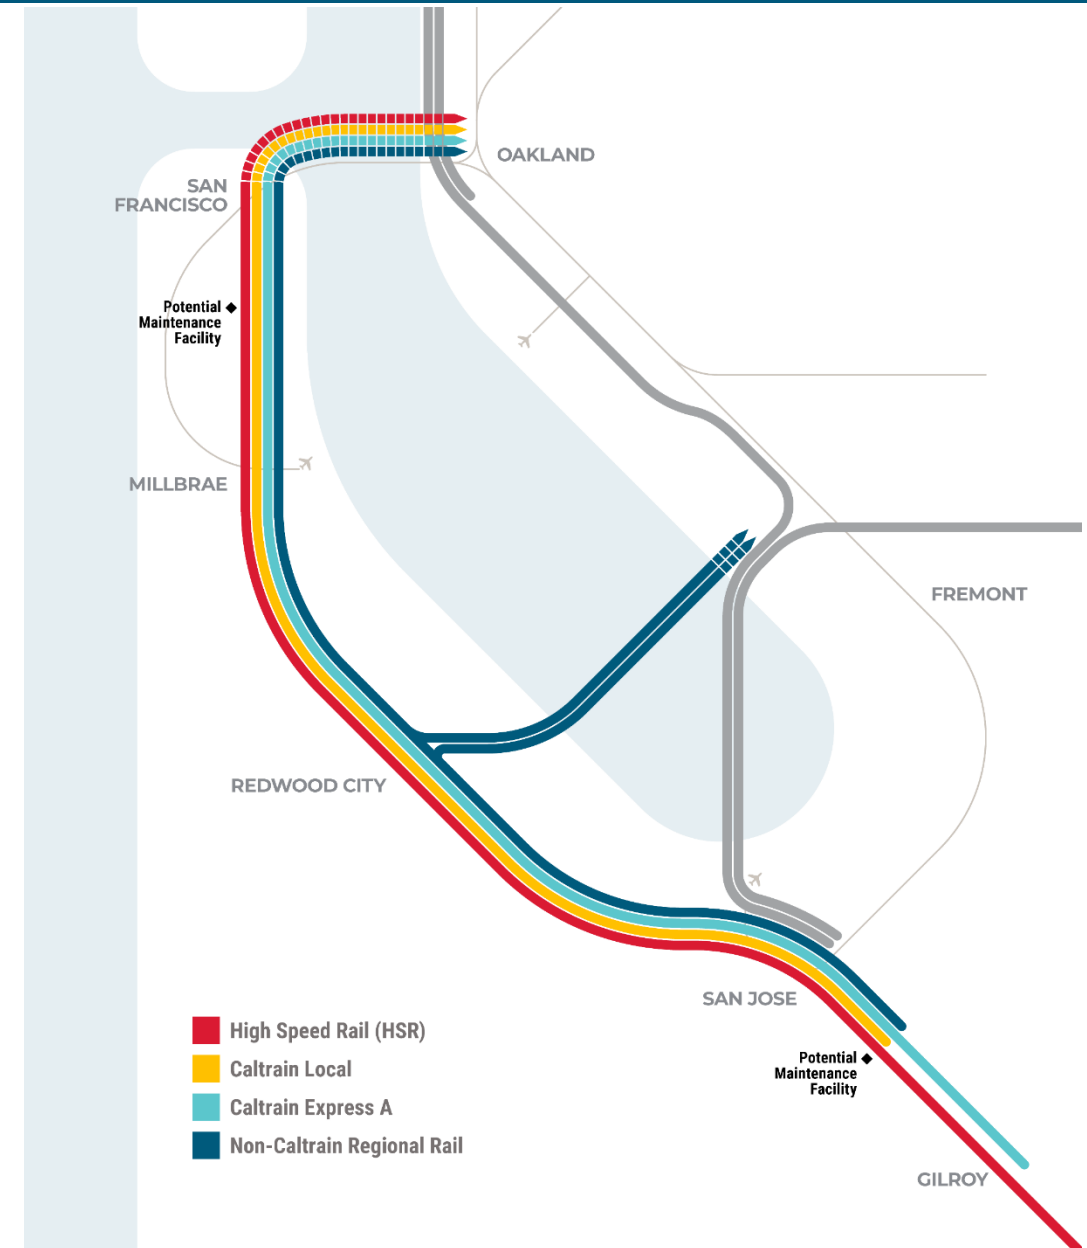 OAKLAND
SAN
FRANCISCO
Potential
Maintenance
Facility
MILLBRAE
FREMONT
REDWOOD CITY
SAN JOSE
High Speed Rail (HSR)
Caltrain Local
Caltrain Express A
Non-Caltrain Regional Rail
Potential
Maintenance
Facility
GILROY